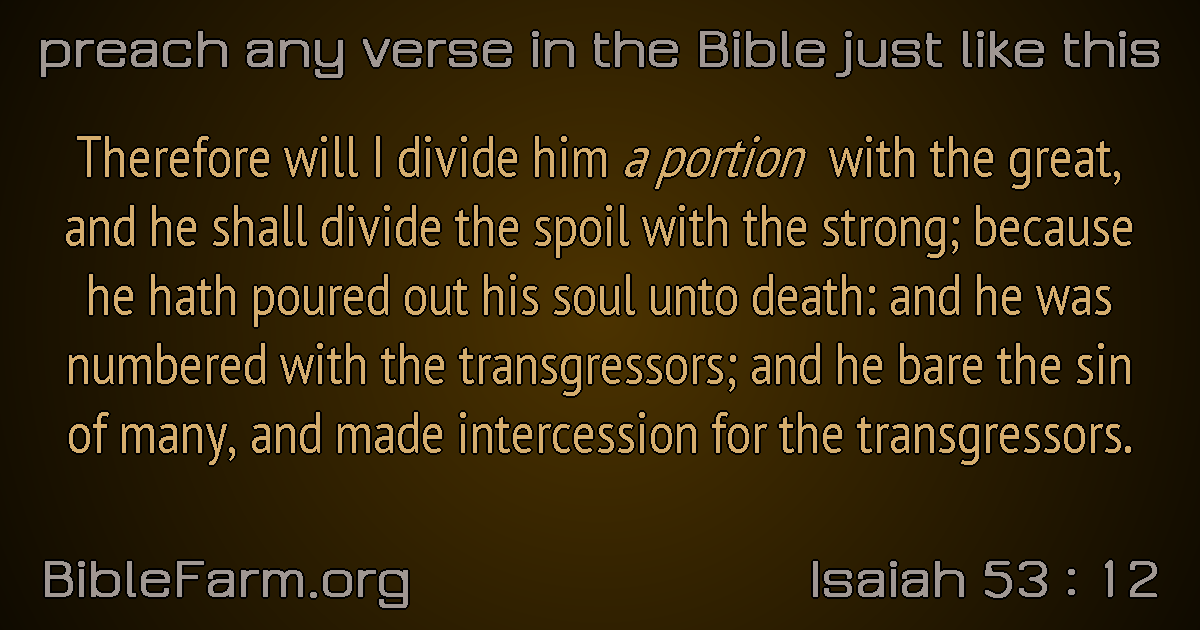 preach any verse in the Bible just like this
Therefore will I divide him a portion with the great,
and he shall divide the spoil with the strong; because
he hath poured out his soul unto death: and he was
numbered with the transgressors; and he bare the sin
of many, and made intercession for the transgressors.
BibleFarm.org
Isaiah 53 : 12